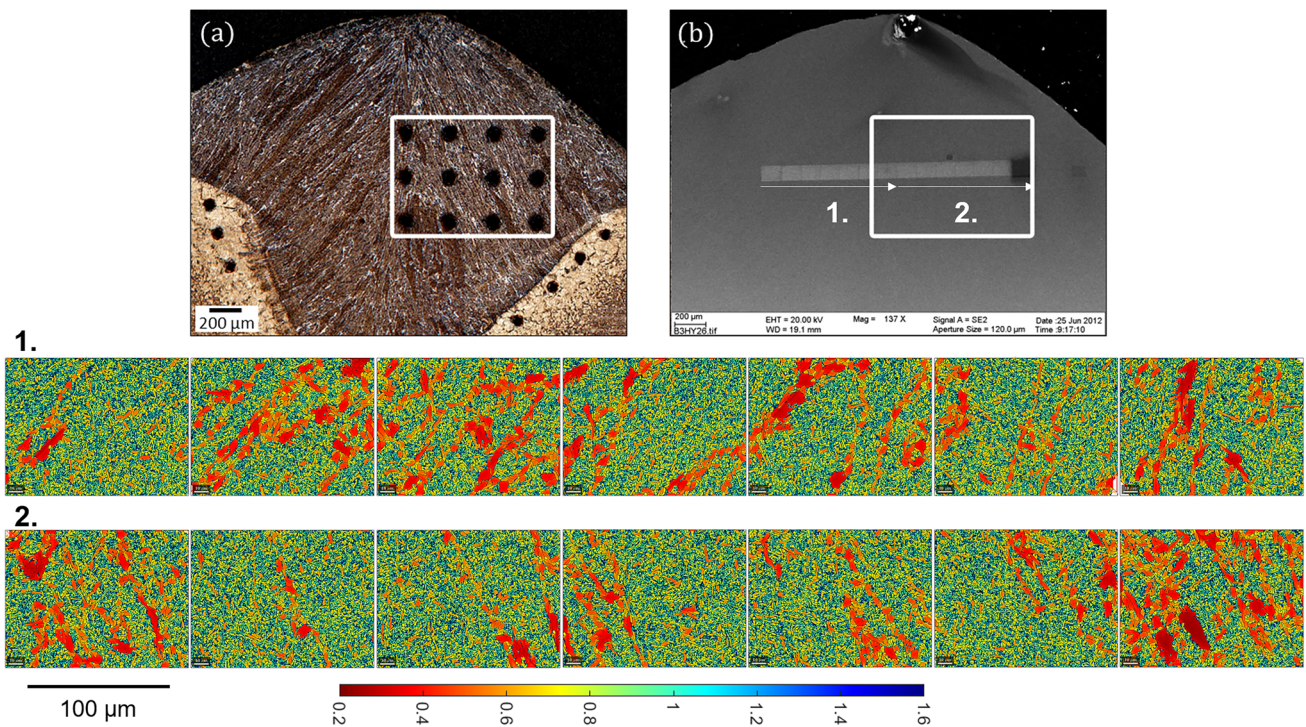 (a)
(b)
1.
2.
200 µm
200 µm
B3HY26.tif
EHT = 20.00 kV
WD = 19.1 mm
Mag = 137 X
Signal A = SE2
Aperture Size = 120.0 µm
Date :25 Jun 2012
Time :9:17:10
1.
2.
100 µm
0.2
0.4
0.6
0.8
1
1.2
1.4
1.6